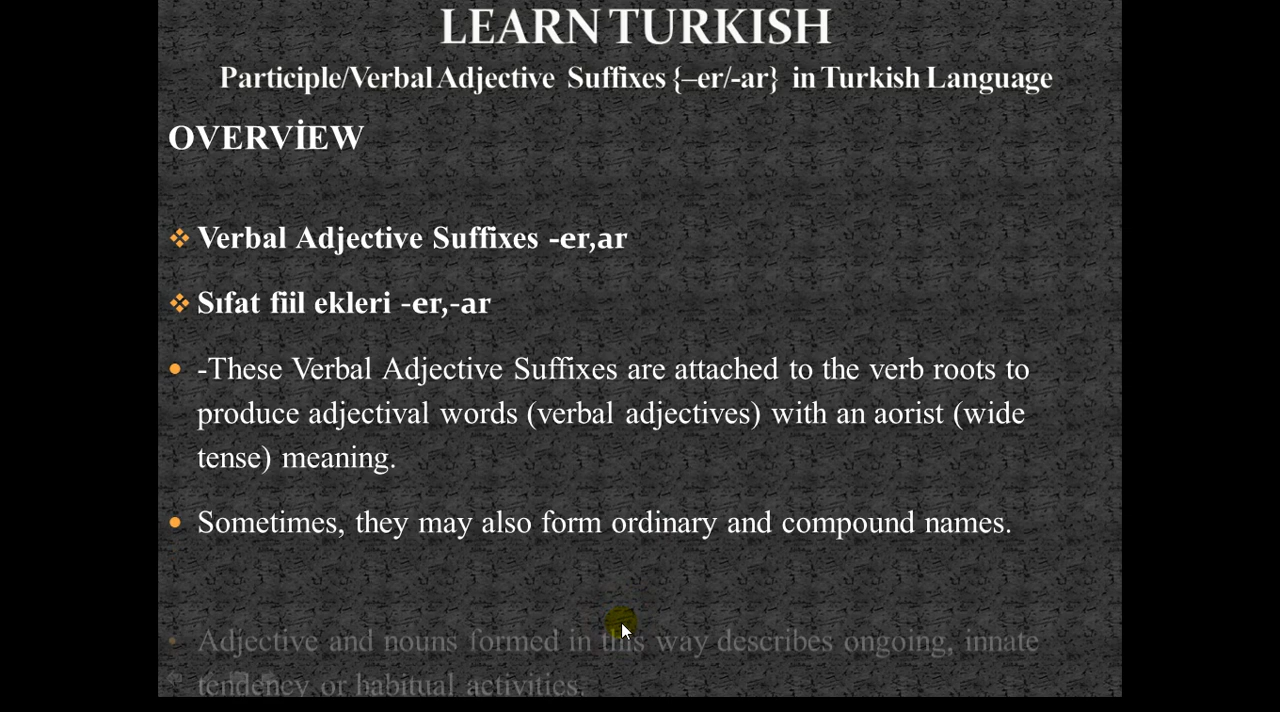 LEARN TURKISH
Participle/Verbal Adjective Suffixes {–er/-ar} in Turkish Language
OVERVİEW
Verbal Adjective Suffixes -er,ar
Sıfat fiil ekleri -er,-ar
-These Verbal Adjective Suffixes are attached to the verb roots to
produce adjectival words (verbal adjectives) with an aorist (wide
tense) meaning.
Sometimes, they may also form ordinary and compound names.
Adjective and nouns formed in this way describes ongoing, innate
tendency or habitual activities.